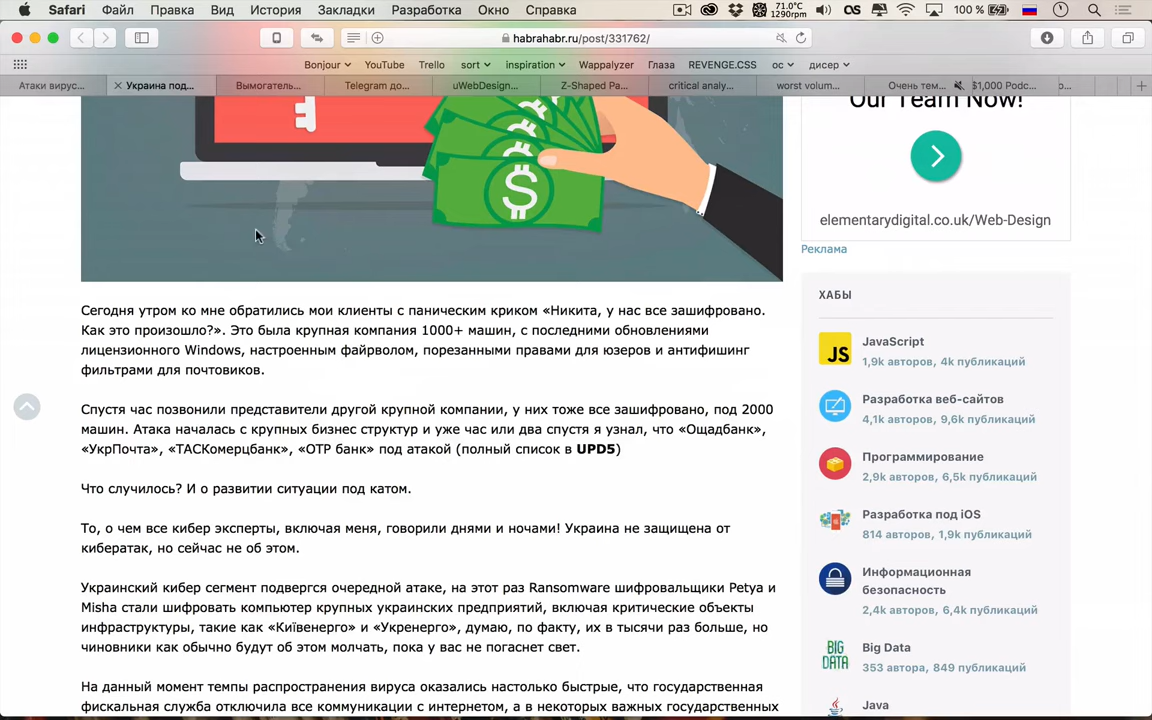 Safari Файл Правка Вид История Закладки Разработка Окно Справка 71.0°C 1290rpm 100 %
habrahabr.ru/post/331762/
Bonjour YouTube Trello sort inspiration Wappalyzer Глаза REVENGE.CSS ос дисер
Атаки вирус... Украина под... Вымогатель... Telegram до... uWebDesign... Z-Shaped Pa... critical analy... worst volum... Очень тем... $1,000 Podc...
Our Team Now!
elementarydigital.co.uk/Web-Design
Реклама
Сегодня утром ко мне обратились мои клиенты с паническим криком «Никита, у нас все зашифровано.
Как это произошло?». Это была крупная компания 1000+ машин, с последними обновлениями
лицензионного Windows, настроенным файрволом, порезанными правами для юзеров и антифишинг
фильтрами для почтовиков.
Спустя час позвонили представители другой крупной компании, у них тоже все зашифровано, под 2000
машин. Атака началась с крупных бизнес структур и уже час или два спустя я узнал, что «Ощадбанк»,
«УкрПочта», «ТАСКомерцбанк», «ОТР банк» под атакой (полный список в UPD5)
Что случилось? И о развитии ситуации под катом.
То, о чем все кибер эксперты, включая меня, говорили днями и ночами! Украина не защищена от
кибератак, но сейчас не об этом.
Украинский кибер сегмент подвергся очередной атаке, на этот раз Ransomware шифровальщики Petya и
Misha стали шифровать компьютер крупных украинских предприятий, включая критические объекты
инфраструктуры, такие как «Київенерго» и «Укренерго», думаю, по факту, их в тысячи раз больше, но
чиновники как обычно будут об этом молчать, пока у вас не погаснет свет.
На данный момент темпы распространения вируса оказались настолько быстрые, что государственная
фискальная служба отключила все коммуникации с интернетом, а в некоторых важных государственных
ХАБЫ
JS
JavaScript
1,9k авторов, 4k публикаций
Разработка веб-сайтов
4,1k авторов, 9,6k публикаций
Программирование
2,9k авторов, 6,5k публикаций
Разработка под iOS
814 авторов, 1,9k публикаций
Информационная
безопасность
2,4k авторов, 6,4k публикаций
BIG DATA
Big Data
353 автора, 849 публикаций
Java